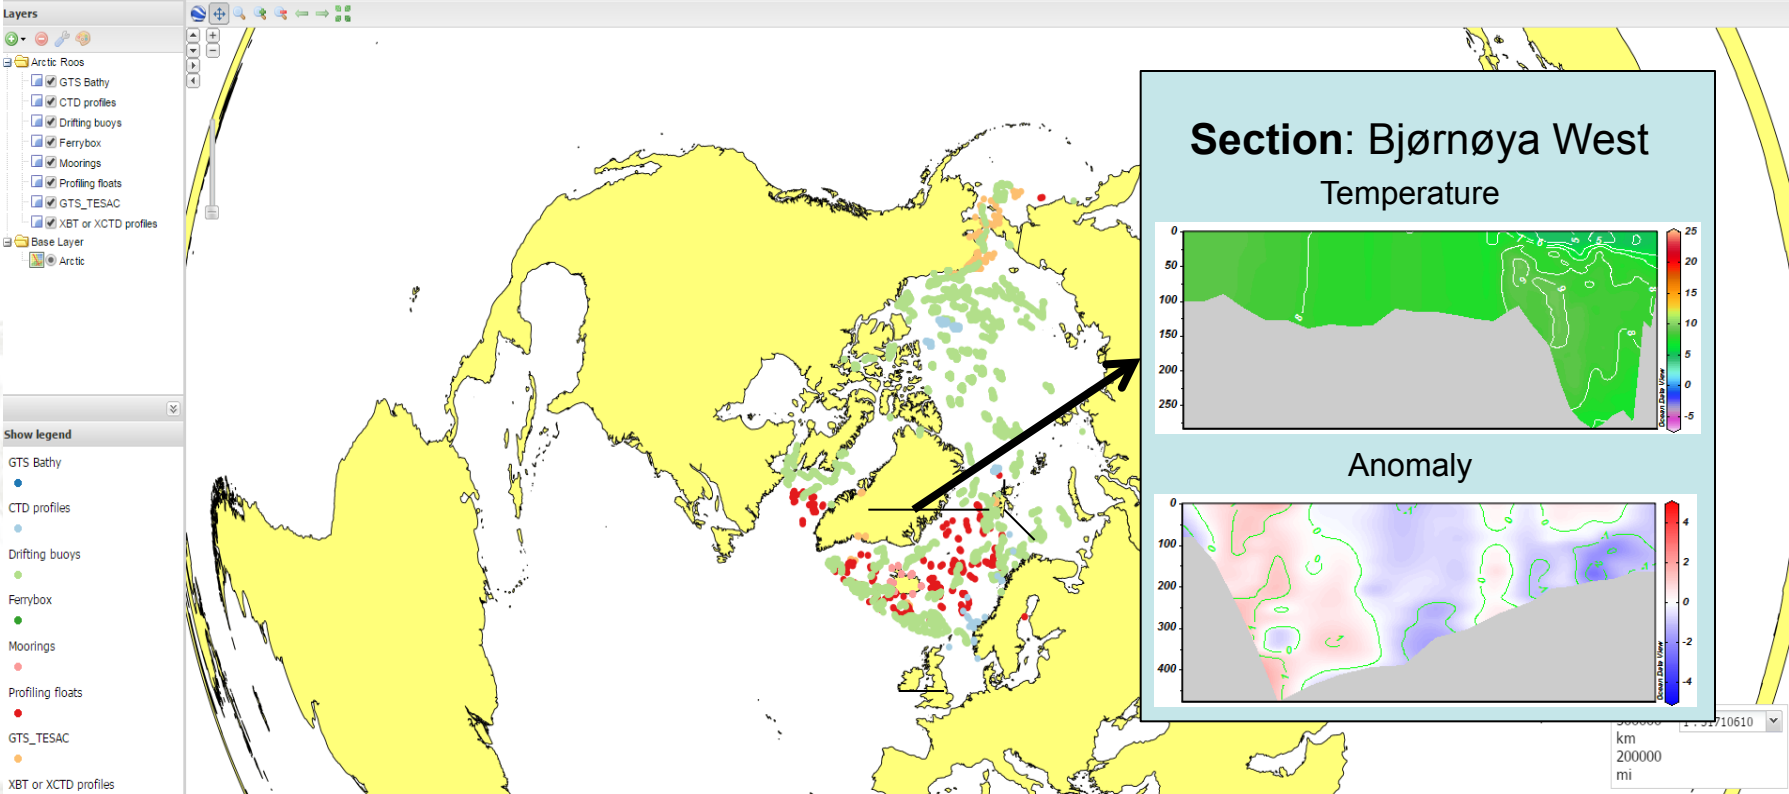 Layers
Arctic Roos
GTS Bathy
CTD profiles
Drifting buoys
Ferrybox
Moorings
Profiling floats
GTS_TESAC
XBT or XCTD profiles
Base Layer
Arctic
Show legend
GTS Bathy
CTD profiles
Drifting buoys
Ferrybox
Moorings
Profiling floats
GTS_TESAC
XBT or XCTD profiles
Section: Bjørnøya West
Temperature
0
50
100
150
200
250
25
20
15
10
5
0
-5
Ocean Data View
Anomaly
0
100
200
300
400
4
2
0
-2
-4
Ocean Data View
km
200000
mi